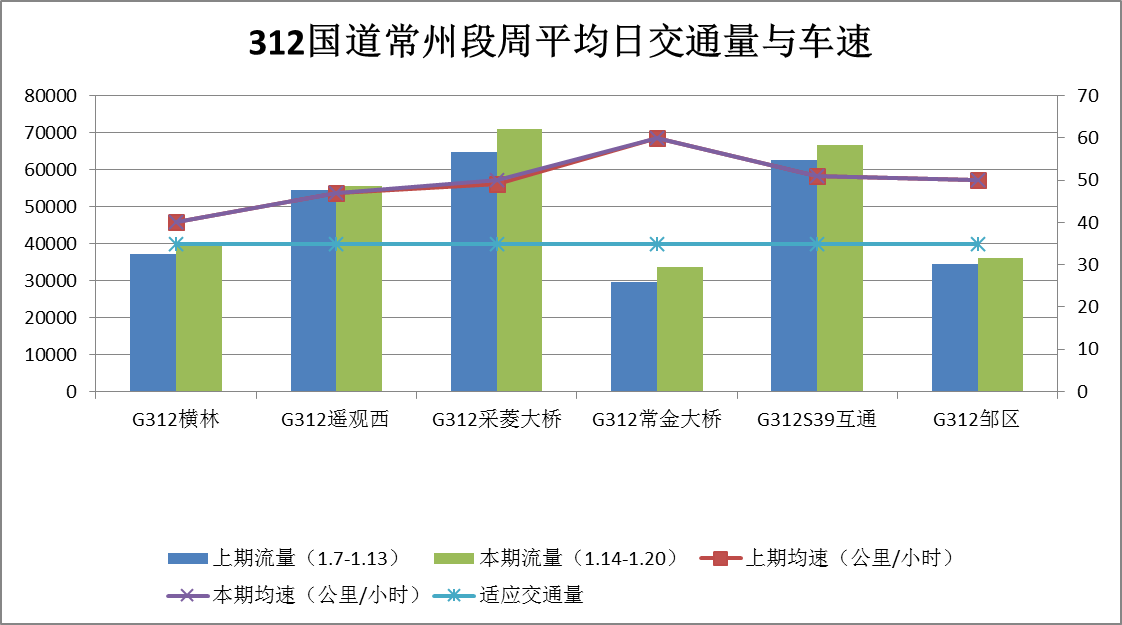 312国道常州段周平均日交通量与车速
80000
70000
60000
50000
40000
30000
20000
10000
0
70
60
50
40
30
20
10
0
G312横林
G312遥观西
G312采菱大桥
G312常金大桥
G312S39互通
G312邹区
上期流量（1.7-1.13）
本期流量（1.14-1.20）
上期均速（公里/小时）
本期均速（公里/小时）
适应交通量